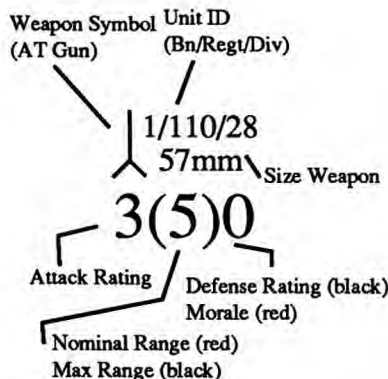 Weapon Symbol
(AT Gun)
Unit ID
(Bn/Regt/Div)
1/110/28
57mm
Size Weapon
3(5)0
Attack Rating
Defense Rating (black)
Morale (red)
Nominal Range (red)
Max Range (black)